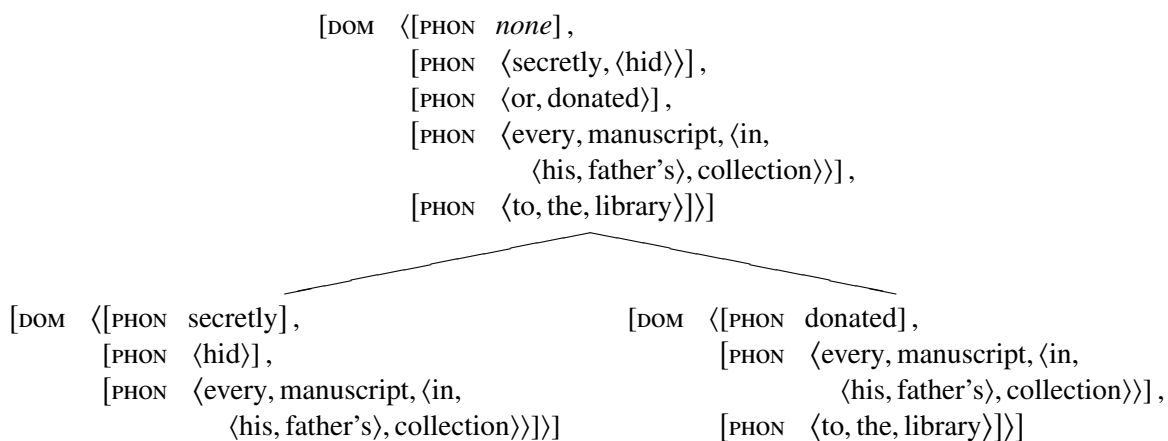 [DOM ⟨[PHON none],
[PHON ⟨secretly, ⟨hid⟩⟩],
[PHON ⟨or, donated⟩],
[PHON ⟨every, manuscript, ⟨in,
⟨his, father's⟩, collection⟩⟩],
[PHON ⟨to, the, library⟩]⟩]
[DOM ⟨[PHON secretly],
[PHON ⟨hid⟩],
[PHON ⟨every, manuscript, ⟨in,
⟨his, father's⟩, collection⟩⟩]⟩]
[DOM ⟨[PHON donated],
[PHON ⟨every, manuscript, ⟨in,
⟨his, father's⟩, collection⟩⟩],
[PHON ⟨to, the, library⟩]⟩]